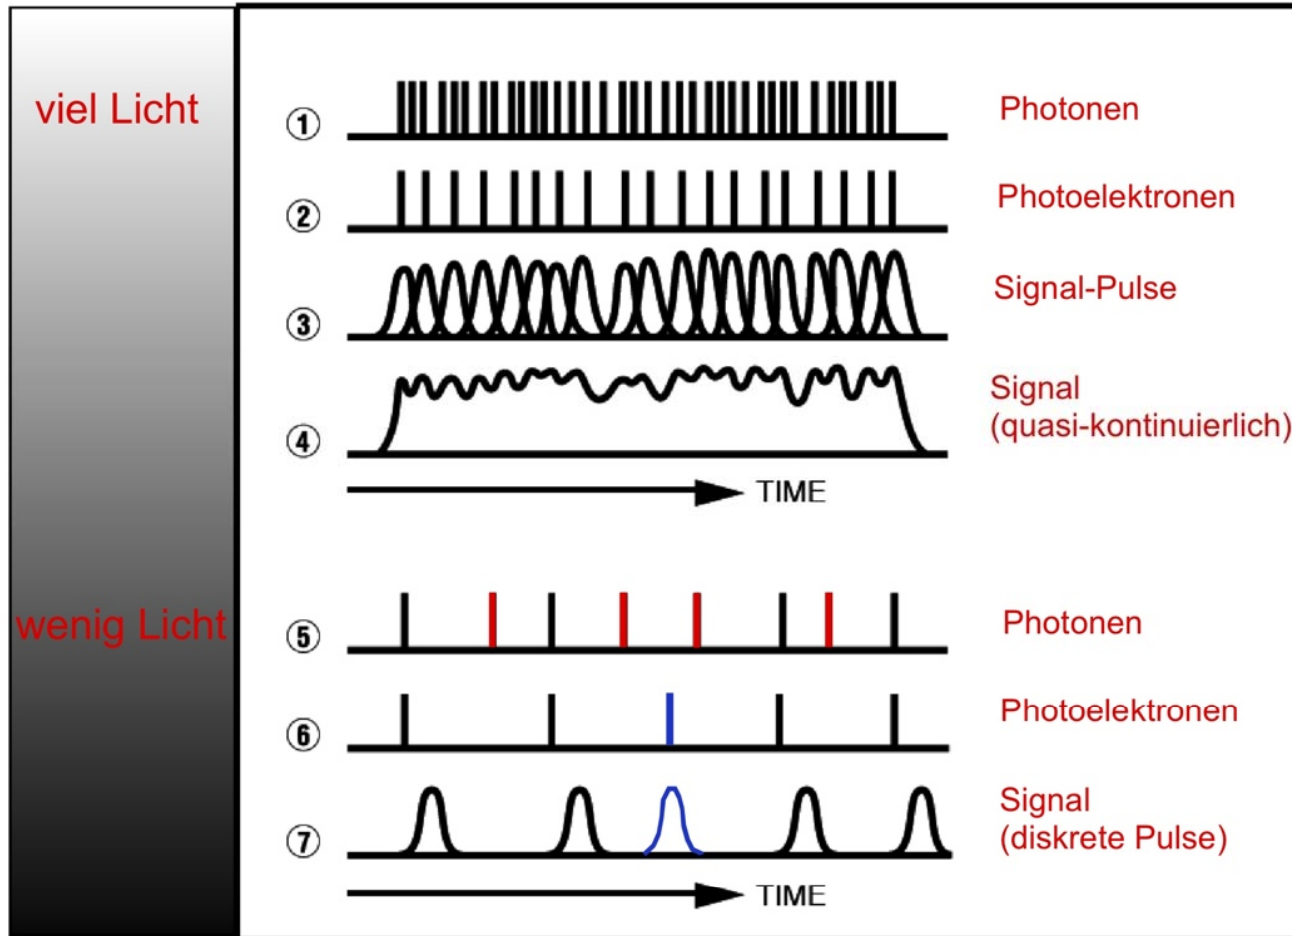 viel Licht
① Photonen
② Photoelektronen
③ Signal-Pulse
④ Signal
(quasi-kontinuierlich)
TIME
wenig Licht
⑤ Photonen
⑥ Photoelektronen
⑦ Signal
(diskrete Pulse)
TIME